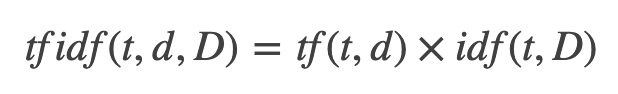 tfidf(t, d, D) = tf(t, d) × idf(t, D)